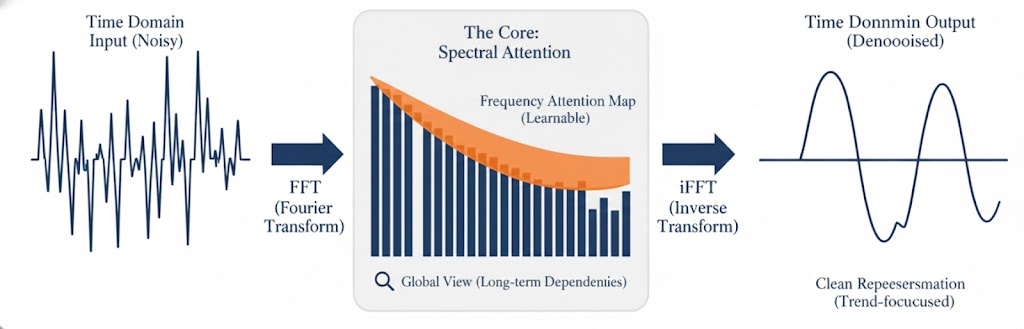 Time Domain
Input (Noisy)
FFT
(Fourier
Transform)
The Core:
Spectral Attention
Frequency Attention Map
(Learnable)
Global View (Long-term Dependenies)
iFFT
(Inverse
Transform)
Time Donnmin Output
(Denoooised)
Clean Repeesersmation
(Trend-focucused)